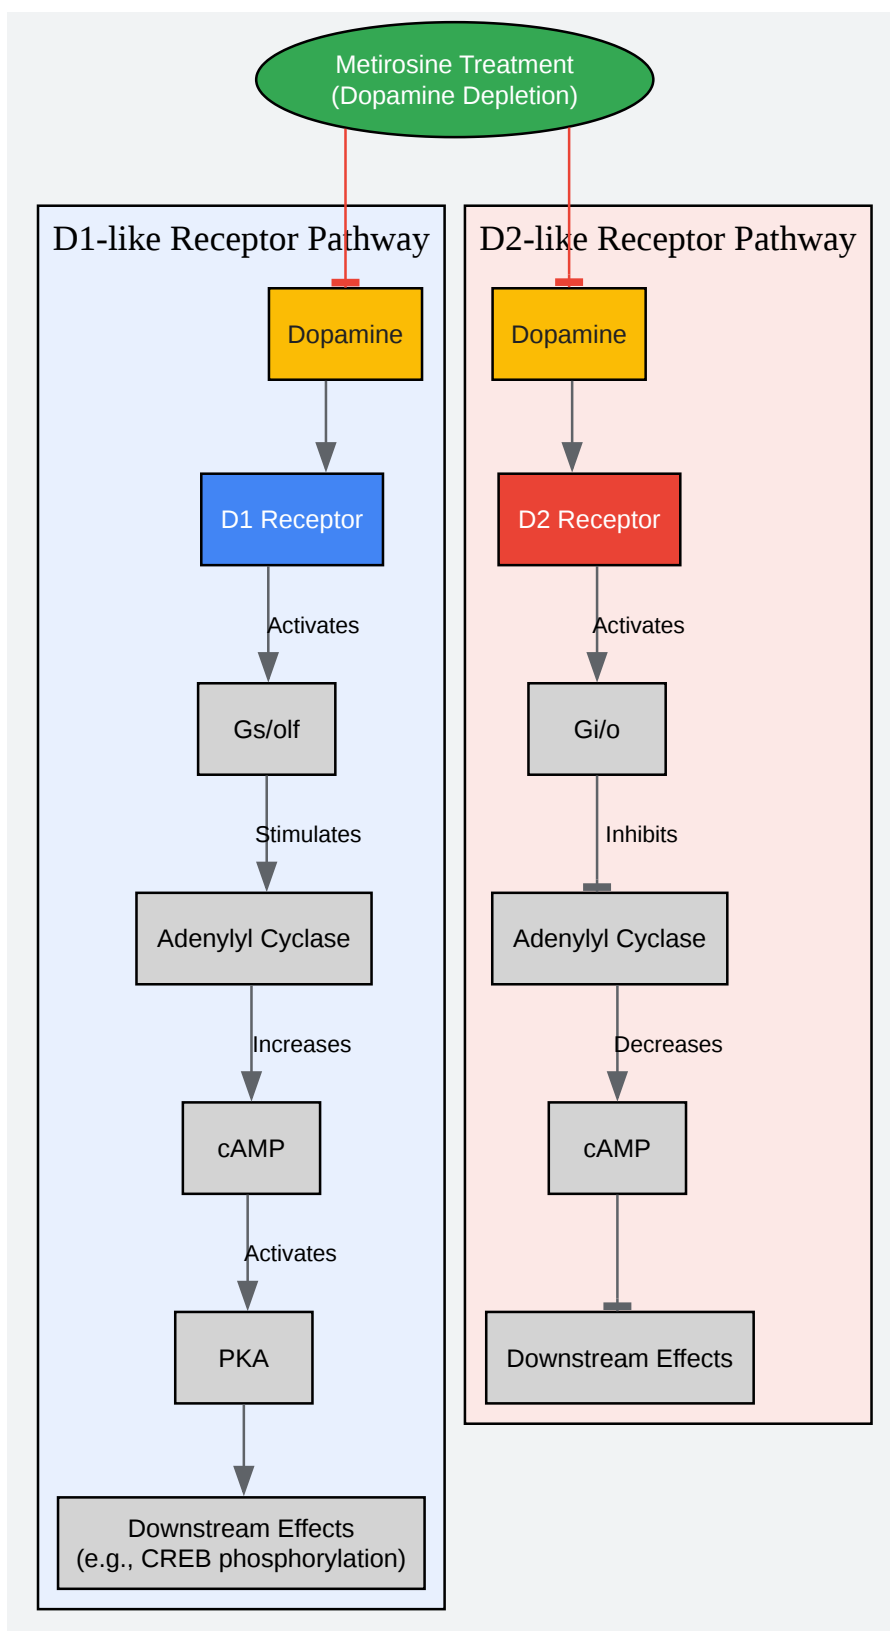 Metirosine Treatment
(Dopamine Depletion)
D1-like Receptor Pathway
Dopamine
D1 Receptor
Activates
Gs/olf
Stimulates
Adenylyl Cyclase
Increases
cAMP
Activates
PKA
Downstream Effects
(e.g., CREB phosphorylation)
D2-like Receptor Pathway
Dopamine
D2 Receptor
Activates
Gi/o
Inhibits
Adenylyl Cyclase
Decreases
cAMP
Downstream Effects